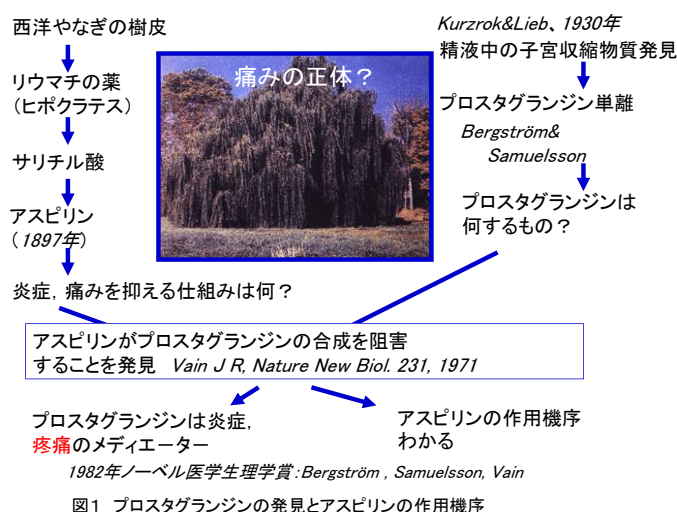 西洋やなぎの樹皮
リウマチの薬
（ヒポクラテス）
サリチル酸
アスピリン
（1897年）
炎症，痛みを抑える仕組みは何？
痛みの正体？
Kurzrok&Lieb、1930年
精液中の子宮収縮物質発見
プロスタグランジン単離
Bergström&
Samuelsson
プロスタグランジンは
何するもの？
アスピリンがプロスタグランジンの合成を阻害
することを発見 Vain J R, Nature New Biol. 231, 1971
プロスタグランジンは炎症，
疼痛のメディエーター
アスピリンの作用機序
わかる
1982年ノーベル医学生理学賞：Bergström , Samuelsson, Vain
図１ プロスタグランジンの発見とアスピリンの作用機序